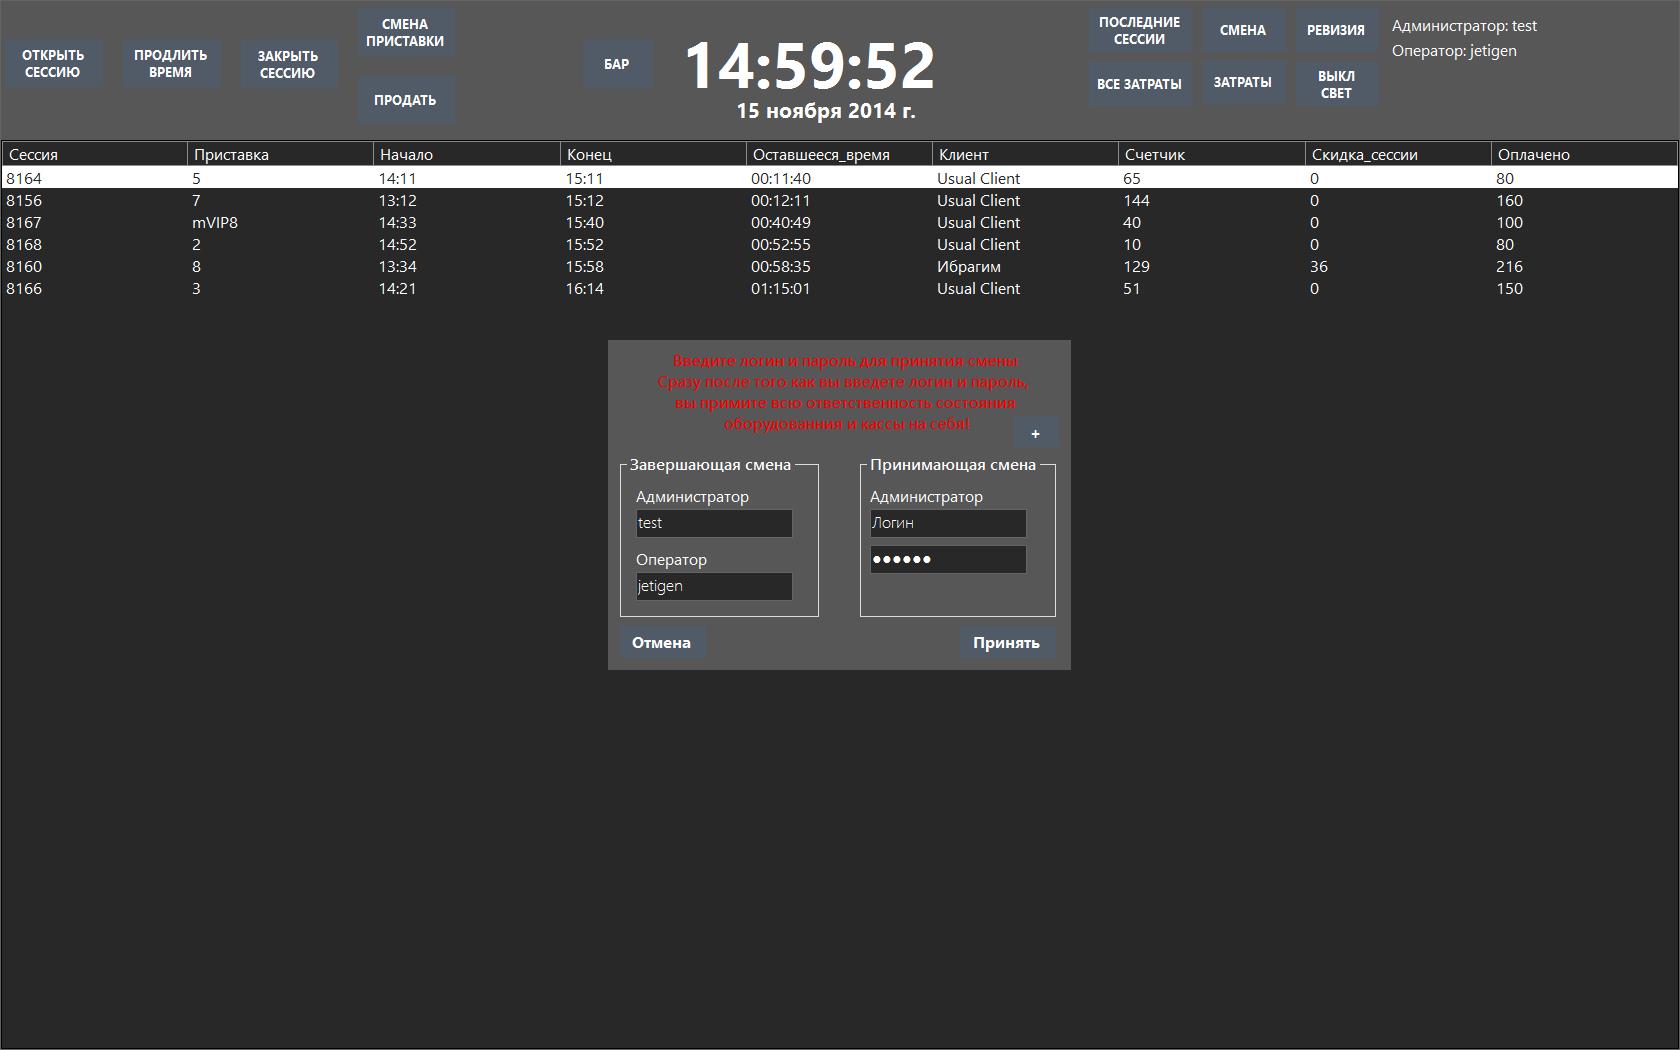 ОТКРЫТЬ
СЕССИЮ
ПРОДЛИТЬ
ВРЕМЯ
ЗАКРЫТЬ
СЕССИЮ
СМЕНА
ПРИСТАВКИ
ПРОДАТЬ
БАР
14:59:52
15 ноября 2014 г.
ПОСЛЕДНИЕ
СЕССИИ
СМЕНА
РЕВИЗИЯ
ВСЕ ЗАТРАТЫ
ЗАТРАТЫ
ВЫКЛ
СВЕТ
Администратор: test
Оператор: jetigen
Сессия Приставка Начало Конец Оставшееся_время Клиент Счетчик Скидка_сессии Оплачено
8164 5 14:11 15:11 00:11:40 Usual Client 65 0 80
8156 7 13:12 15:12 00:12:11 Usual Client 144 0 160
8167 mVIP8 14:33 15:40 00:40:49 Usual Client 40 0 100
8168 2 14:52 15:52 00:52:55 Usual Client 10 0 80
8160 8 13:34 15:58 00:58:35 Ибрагим 129 36 216
8166 3 14:21 16:14 01:15:01 Usual Client 51 0 150
Введите логин и пароль для принятия смены
Сразу после того как вы введете логин и пароль,
вы примите всю ответственность состояния
оборудованния и кассы на себя!
+
Завершающая смена
Администратор
test
Оператор
jetigen
Принимающая смена
Администратор
Логин
●●●●●●
Отмена
Принять